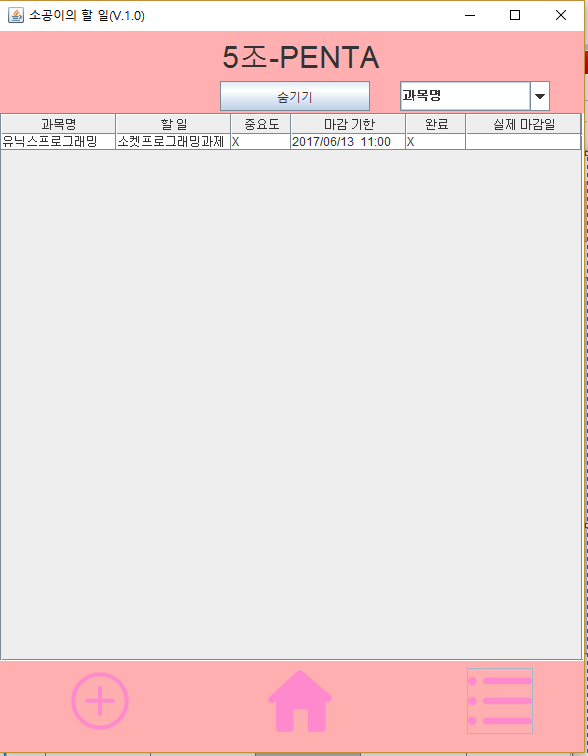 소공이의 할 일(V.1.0)
5조-PENTA
숨기기 과목명
과목명 할 일 중요도 마감 기한 완료 실제 마감일
유닉스프로그래밍 소켓프로그래밍과제 X 2017/06/13 11:00 X